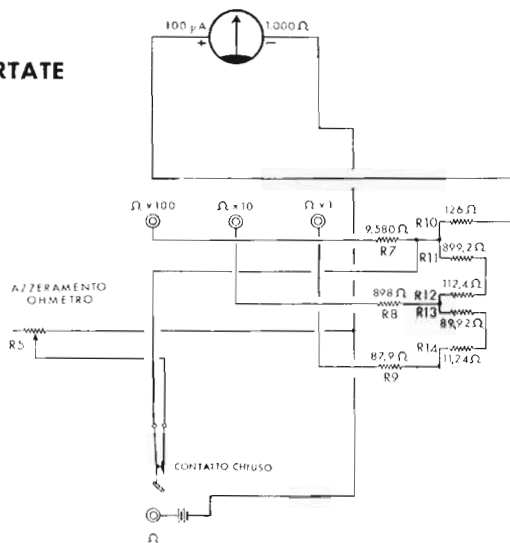 RTATE
100 µA
1.000 Ω
+
−
Ω x100
Ω x10
Ω x1
9.580 Ω
R7
R10
126 Ω
R11
899,2 Ω
AZZERAMENTO
OHMETRO
R5
898 Ω
R8
R12
112,4 Ω
R13
89,92 Ω
87,9 Ω
R9
R14
11,24 Ω
CONTATTO CHIUSO
Ω